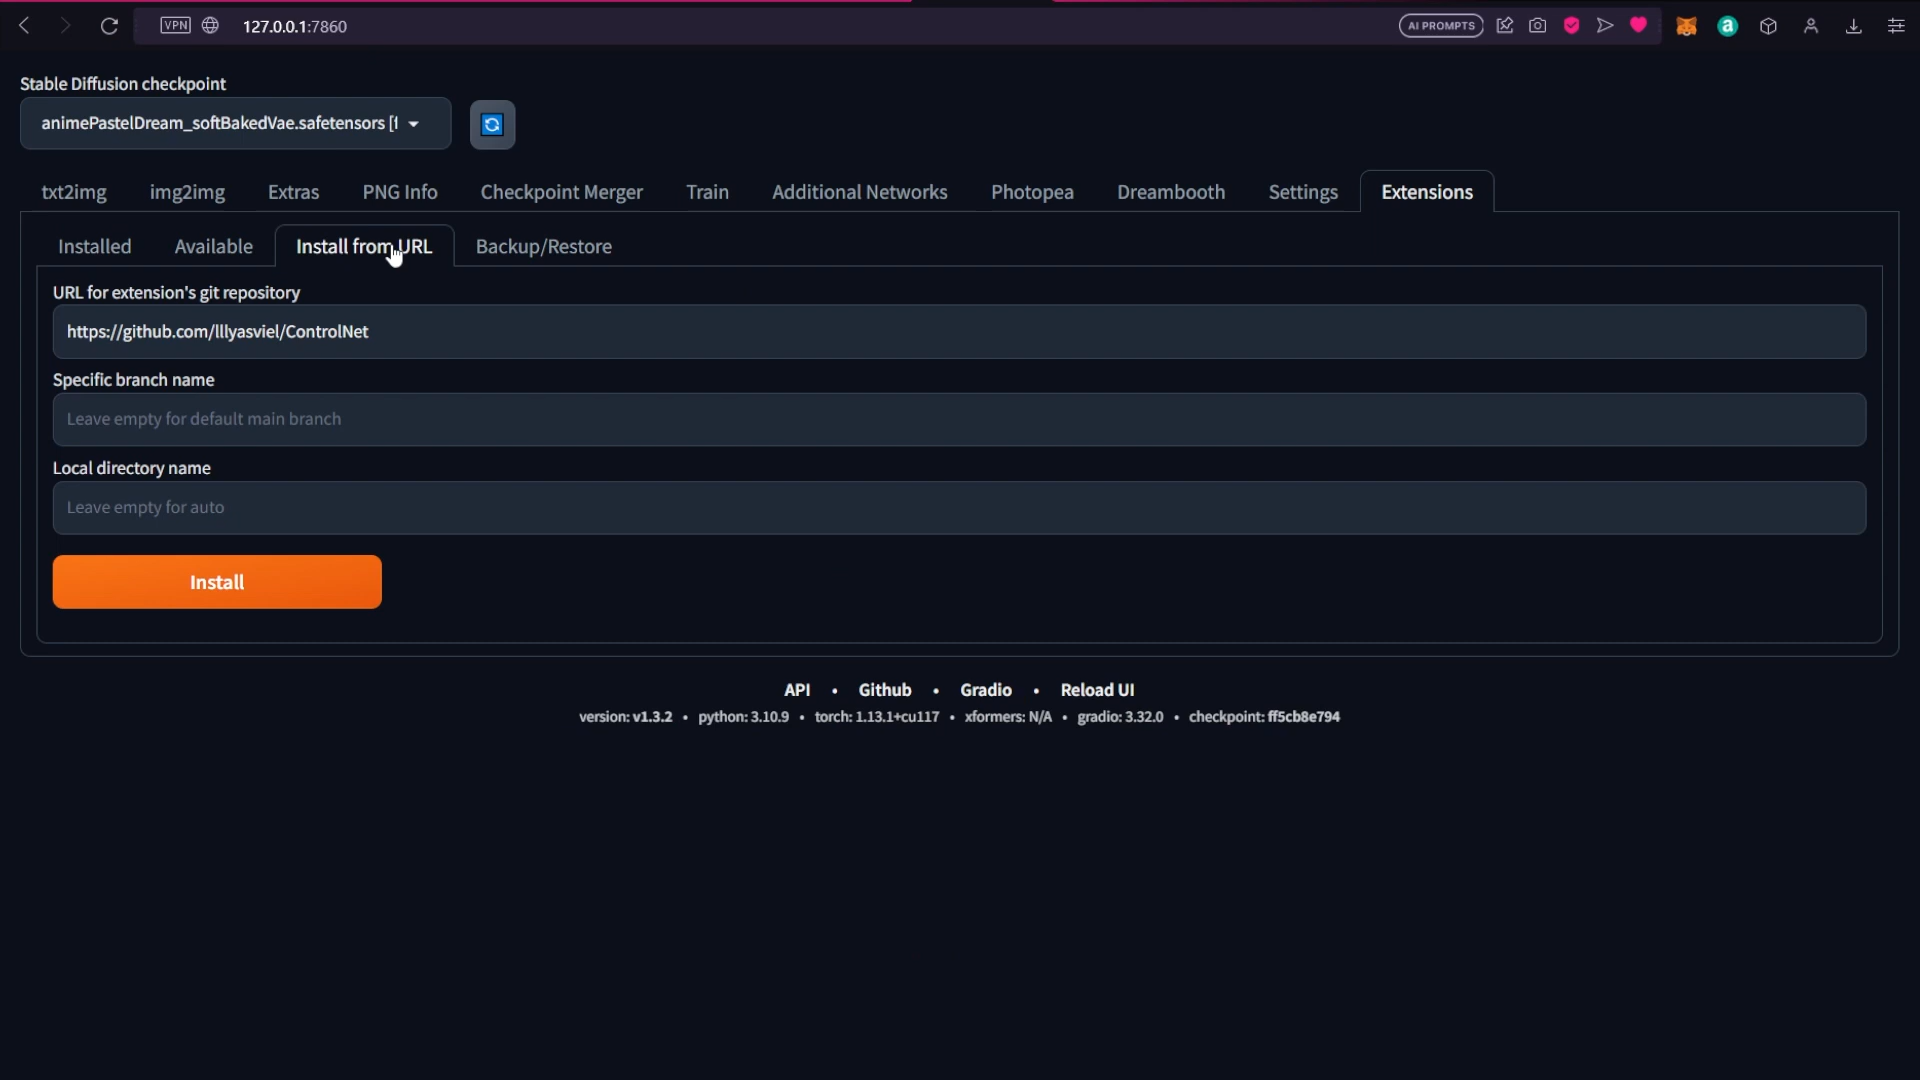 VPN 127.0.0.1:7860 AI PROMPTS a
Stable Diffusion checkpoint
animePastelDream_softBakedVae.safetensors [f
txt2img img2img Extras PNG Info Checkpoint Merger Train Additional Networks Photopea Dreambooth Settings Extensions
Installed Available Install from URL Backup/Restore
URL for extension's git repository
https://github.com/lllyasviel/ControlNet
Specific branch name
Leave empty for default main branch
Local directory name
Leave empty for auto
Install
API • Github • Gradio • Reload UI
version: v1.3.2 • python: 3.10.9 • torch: 1.13.1+cu117 • xformers: N/A • gradio: 3.32.0 • checkpoint: ff5cb8e794